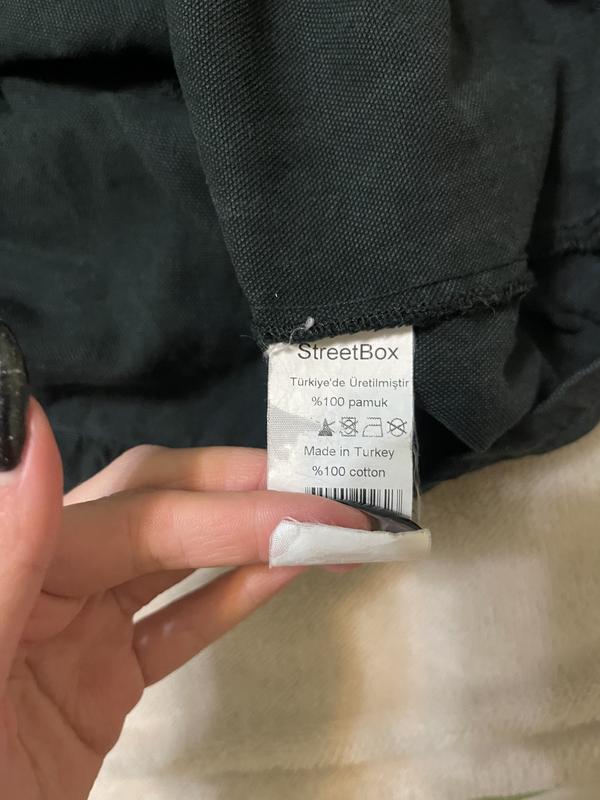 StreetBox
Türkiye'de Üretilmiştir
%100 pamuk
Made in Turkey
%100 cotton